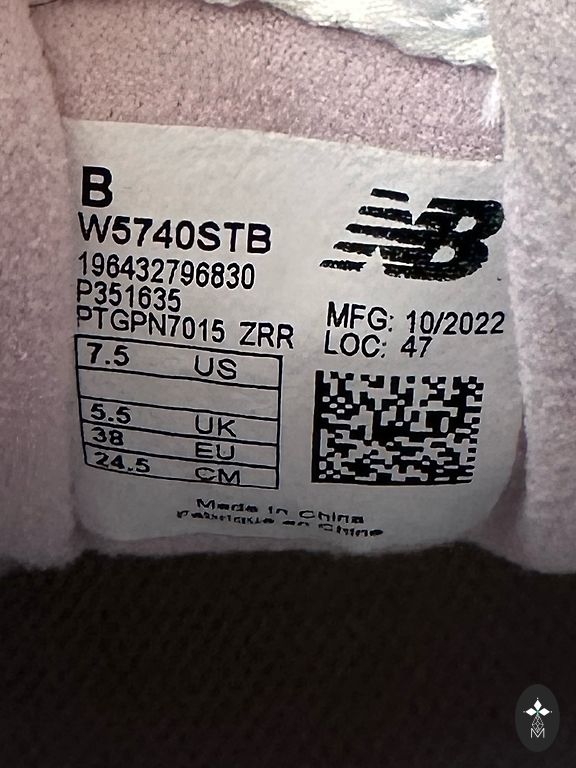 B
W5740STB
196432796830
P351635
PTGPN7015 ZRR
NB
MFG: 10/2022
LOC: 47
7.5 US
5.5 UK
38 EU
24.5 CM
Made in China
en Chine
M